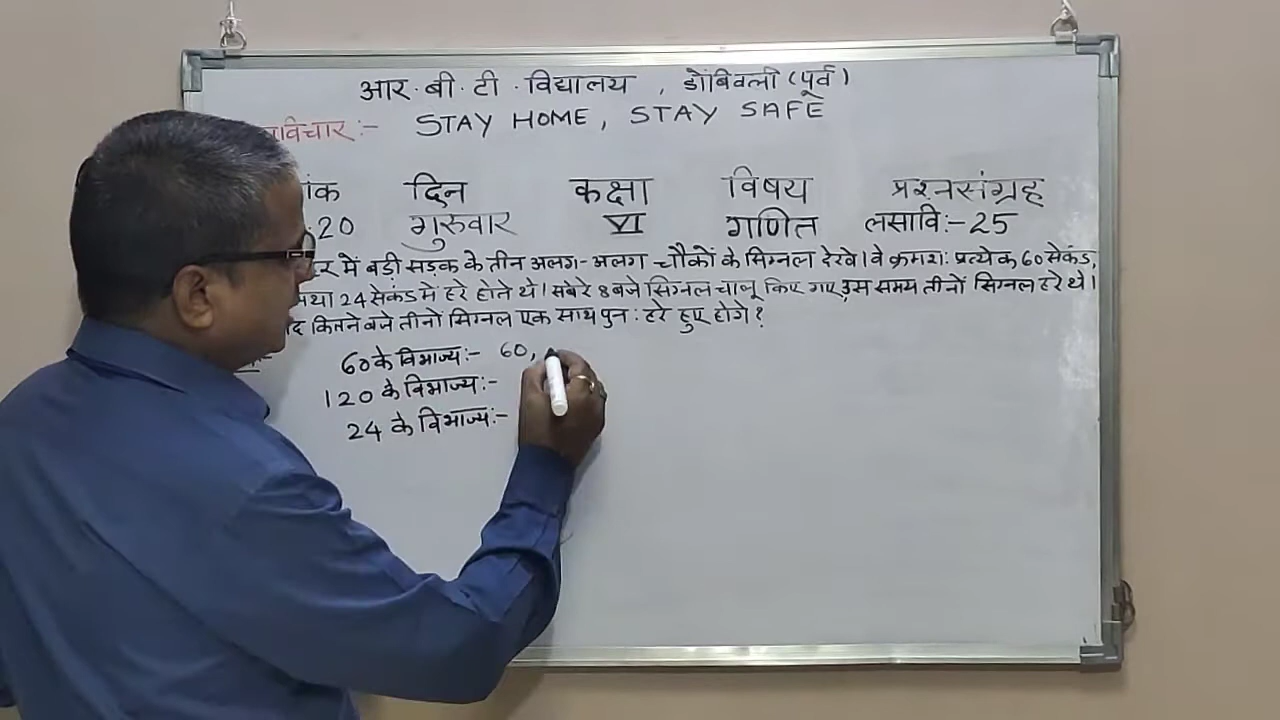 आर.बी.टी.विद्यालय, डोंबिवली (पूर्व)
STAY HOME, STAY SAFE
दिन कक्षा विषय प्रश्नसंग्रह
20 गुरुवार VI गणित लसावि:-25
में बडी सड़क के तीन अलग-अलग चौकों के सिग्नल देखे। वे क्रमश: प्रत्येक 60 सेकंड,
24 सेकंड में हरे होते थे। सबेरे 8 बजे सिग्नल चालू किए गए उस समय तीनों सिग्नल हरे थे।
कितने बजे तीनो सिग्नल एक साथ पुन: हरे हुए होगे?
60 के विभाज्य:- 60,
120 के विभाज्य:-
24 के विभाज्य:-